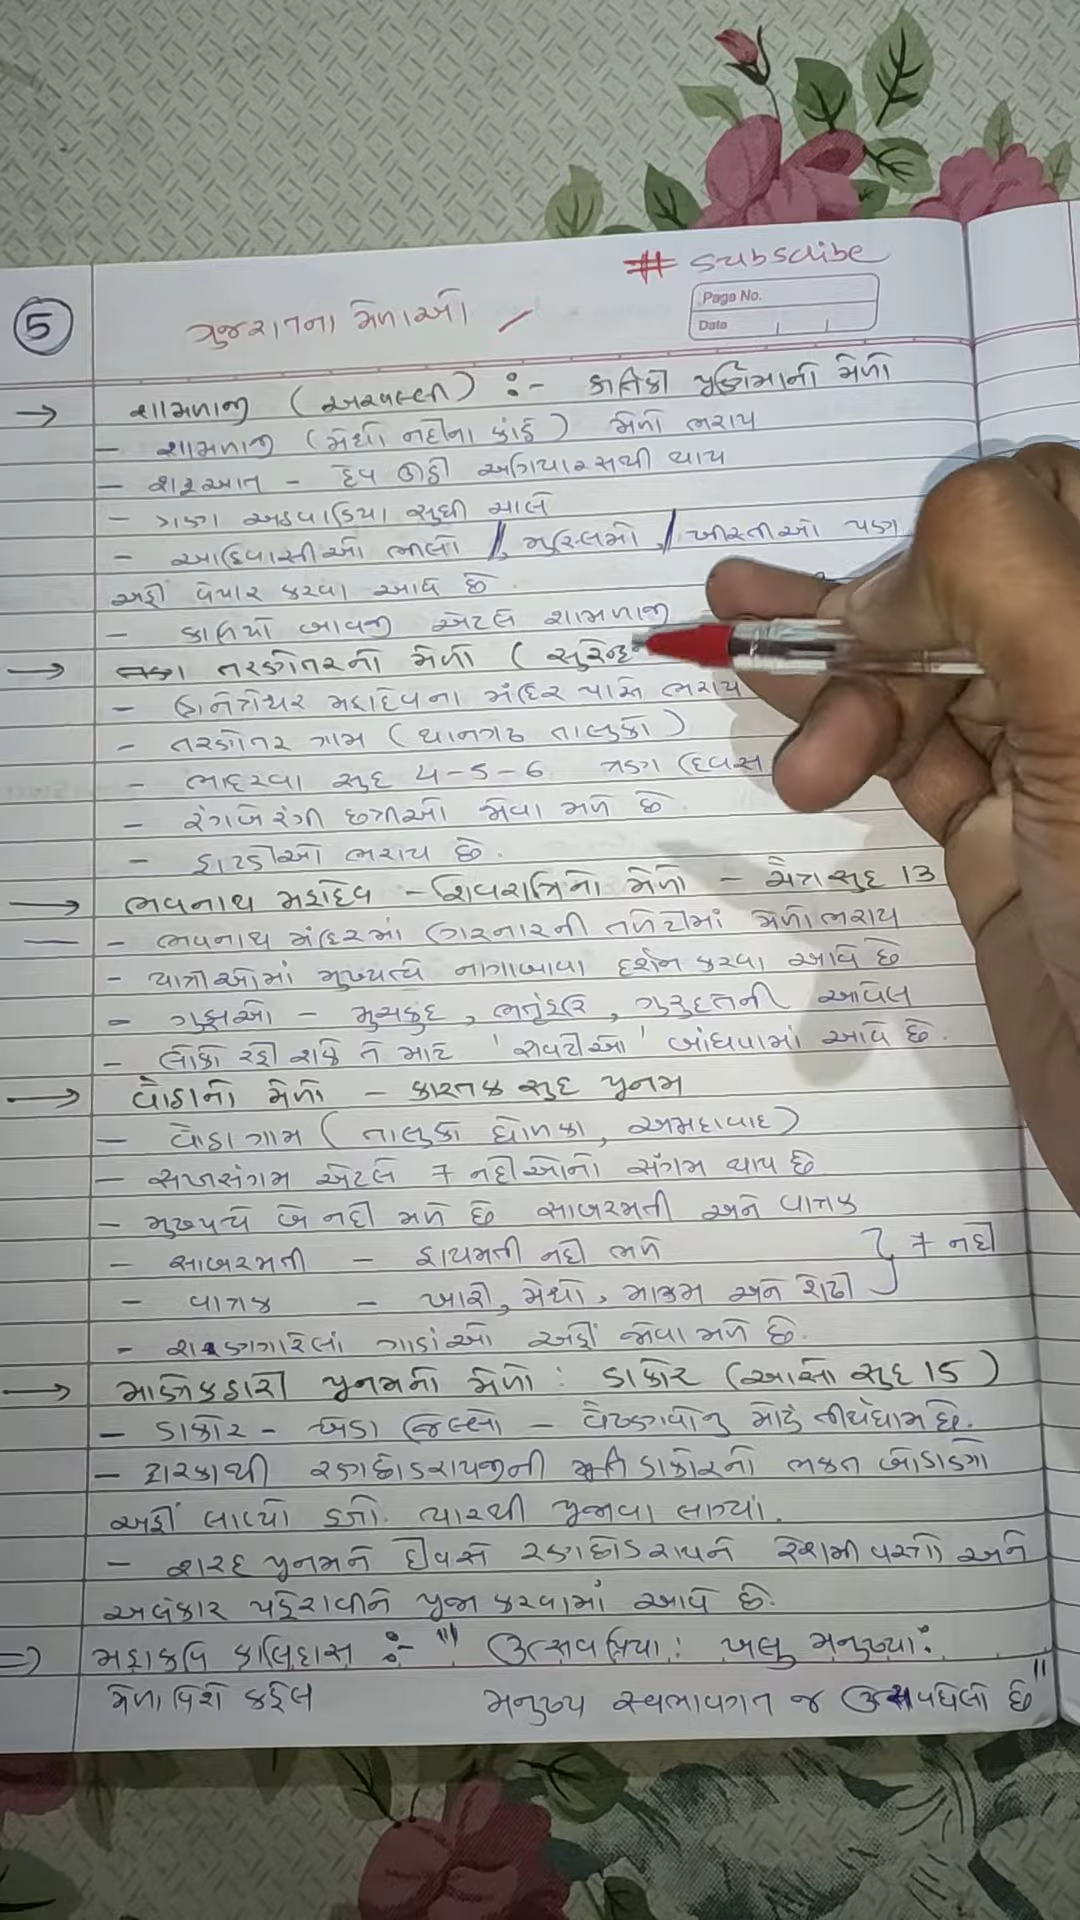 # Subscribe
Page No.
Date
5
ગુજરાતના મેળાઓ
→ શામળાજી (અરવલ્લી) :- કાર્તિકી પૂર્ણિમાનો મેળો
- શામળાજી (મેશ્વો નદીના કાંઠે) મેળો ભરાય
- શરૂઆત - દેવ ઊઠી અગિયારસથી થાય
- ત્રણ અઠવાડિયા સુધી ચાલે
- આદિવાસીઓ ભીલો, મુસ્લિમો, ખ્રીસ્તીઓ પણ
અહીં વેપાર કરવા આવે છે.
- કાળિયો બાવજી એટલે શામળાજી
→ તરણેતરનો મેળો (સુરેન્દ્રન
- ત્રીનેત્રેશ્વર મહાદેવના મંદિર પાસે ભરાય
- તરણેતર ગામ (થાનગઢ તાલુકો)
- ભાદરવા સુદ 4-5-6 ત્રણ દિવસ
- રંગબેરંગી છત્રીઓ જોવા મળે છે.
- હાટડીઓ ભરાય છે.
→ ભવનાથ મહાદેવ - શિવરાત્રિનો મેળો - ચૈત્ર સુદ 13
- ભવનાથ મંદિરમાં ગિરનારની તળેટીમાં મેળો ભરાય
- યાત્રીઓમાં મુખ્યત્વે નાગાબાવા દર્શન કરવા આવે છે
- ગુફાઓ - મુચકુંદ, ભર્તૃહરિ, ગુરુદત્તની આવેલ
- લોકો રહી શકે તે માટે 'રાવટીઓ' બાંધવામાં આવે છે.
→ વૌઠાનો મેળો - કારતક સુદ પૂનમ
- વૌઠા ગામ (તાલુકો ધોળકા, અમદાવાદ)
- સપ્તસંગમ એટલે 7 નદીઓનો સંગમ થાય છે
- મુખ્યત્વે બે નદી મળે છે સાબરમતી અને વાત્રક
- સાબરમતી - હાથમતી નદી ભળે } 7 નદી
- વાત્રક - ખારી, મેશ્વો, માઝમ અને શેઢી
- શણગારેલાં ગાડાંઓ અહીં જોવા મળે છે.
→ માણેકઠારી પૂનમનો મેળો : ડાકોર (આસો સુદ 15)
- ડાકોર - ખેડા જિલ્લો - વૈષ્ણવોનું મોટું તીર્થધામ છે.
- દ્વારકાથી રણછોડરાયજીની મૂર્તિ ડાકોરનો ભકત બોડાણો
અહીં લાવ્યો હતો. ત્યારથી પૂજાવા લાગ્યાં.
- શરદ પૂનમને દિવસે રણછોડરાયને રેશમી વસ્ત્રો અને
અલંકાર પહેરાવીને પૂજા કરવામાં આવે છે.
⇒ મહાકવિ કાલિદાસ :- " ઉત્સવ પ્રિયા: ખલુ મનુષ્યા:
મેળા વિશે કહેલ મનુષ્ય સ્વભાવગત જ ઉત્સવઘેલો છે"